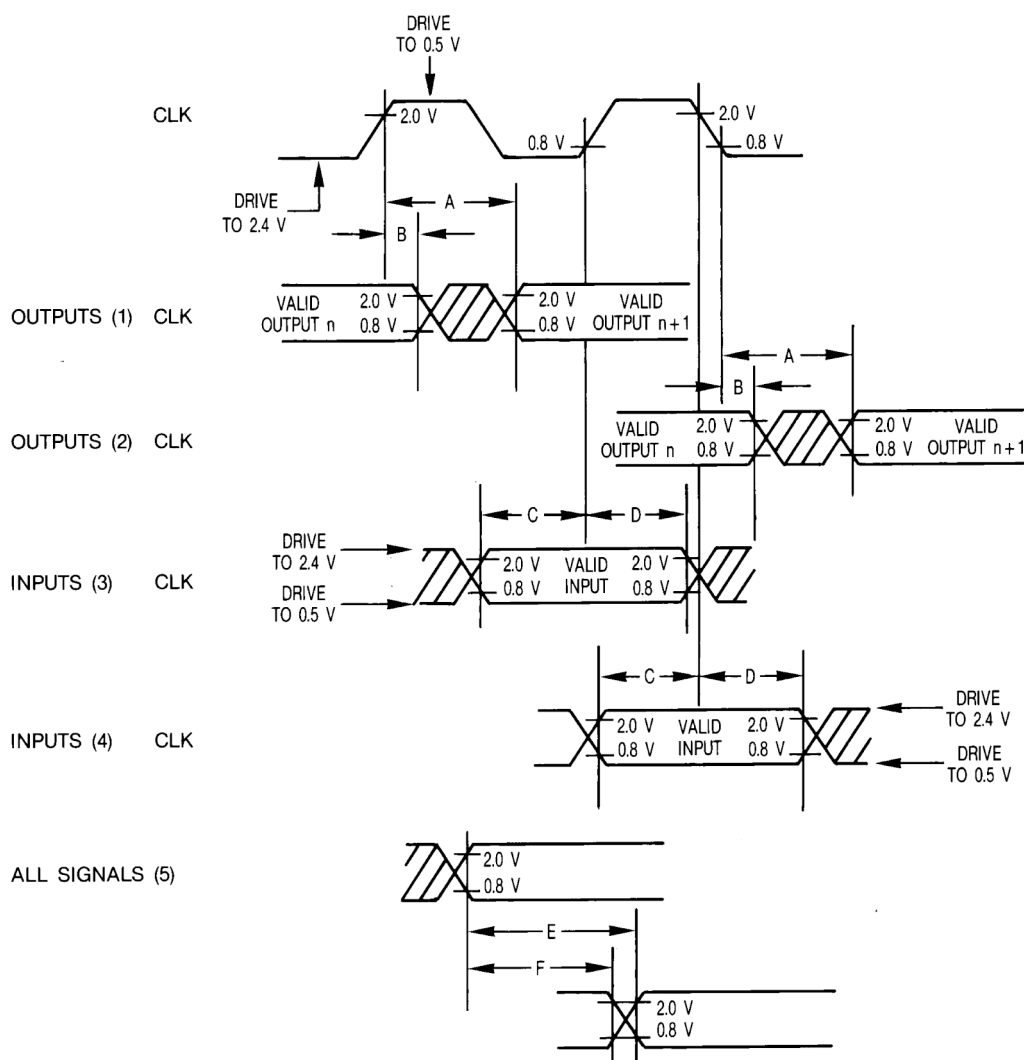 DRIVE
TO 0.5 V
CLK
2.0 V
0.8 V
2.0 V
0.8 V
DRIVE
TO 2.4 V
A
B
OUTPUTS (1) CLK
VALID
OUTPUT n
2.0 V
0.8 V
2.0 V
0.8 V
VALID
OUTPUT n+1
A
B
OUTPUTS (2) CLK
VALID
OUTPUT n
2.0 V
0.8 V
2.0 V
0.8 V
VALID
OUTPUT n+1
C
D
INPUTS (3) CLK
DRIVE
TO 2.4 V
DRIVE
TO 0.5 V
2.0 V
0.8 V
VALID
INPUT
2.0 V
0.8 V
C
D
INPUTS (4) CLK
2.0 V
0.8 V
VALID
INPUT
2.0 V
0.8 V
DRIVE
TO 2.4 V
DRIVE
TO 0.5 V
ALL SIGNALS (5)
2.0 V
0.8 V
E
F
2.0 V
0.8 V